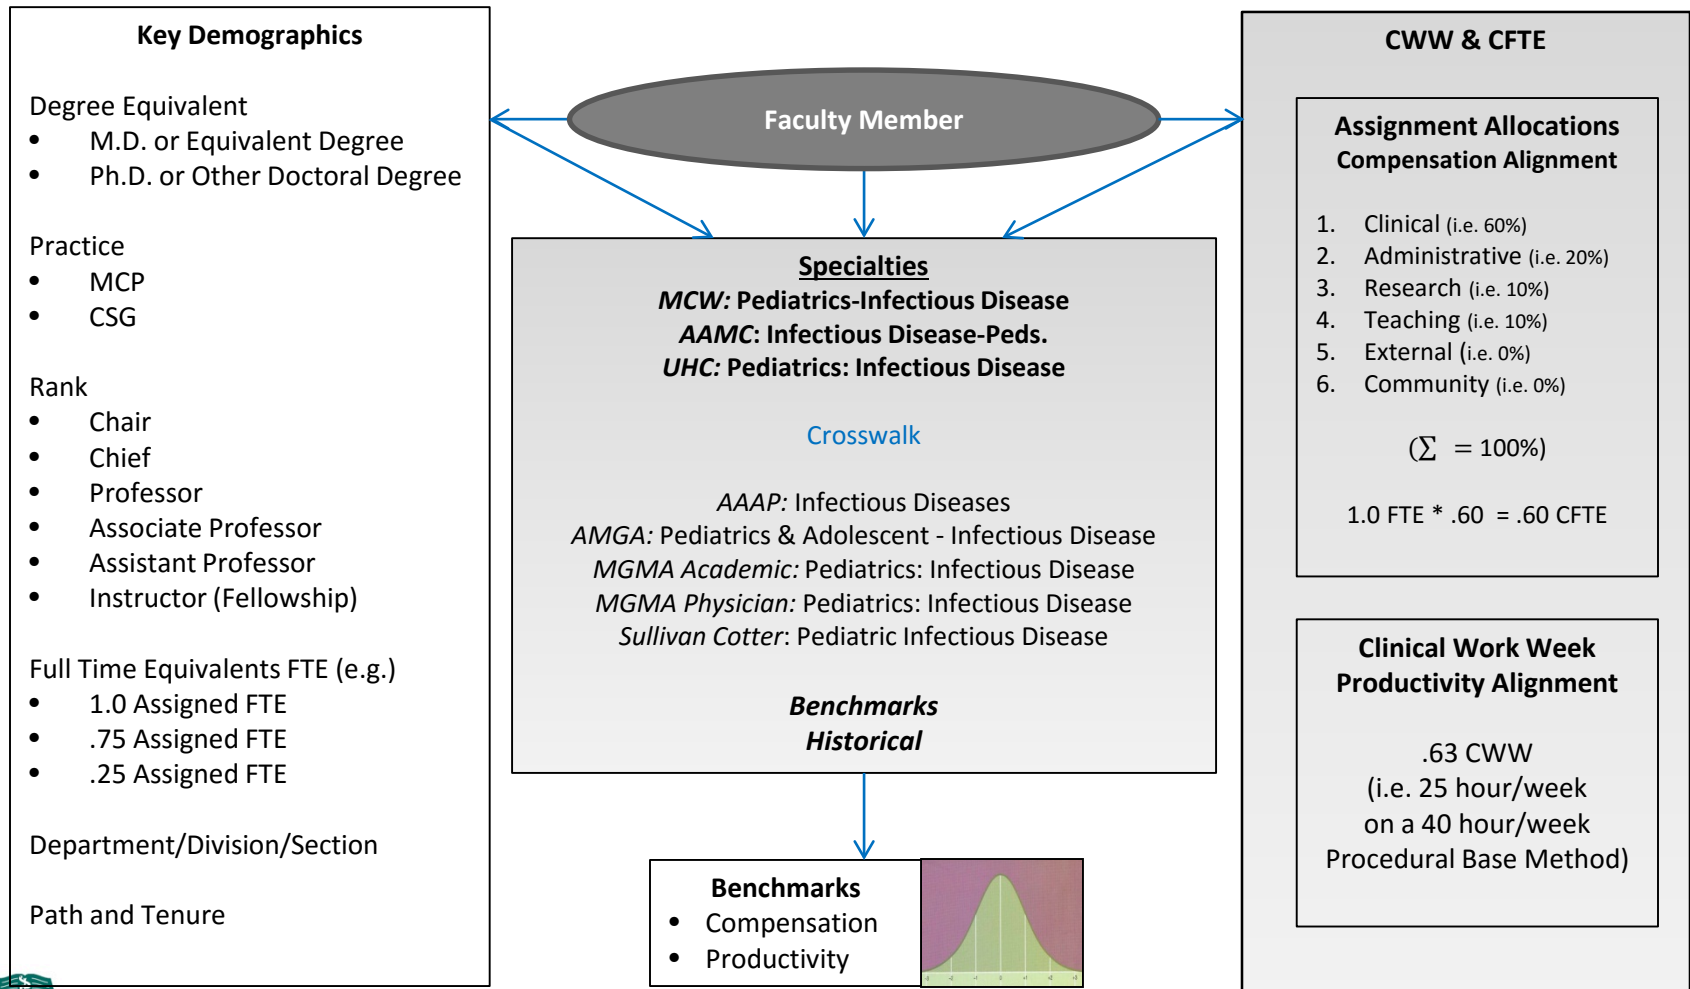 Key Demographics
Degree Equivalent
• M.D. or Equivalent Degree
• Ph.D. or Other Doctoral Degree
Practice
• MCP
• CSG
Rank
• Chair
• Chief
• Professor
• Associate Professor
• Assistant Professor
• Instructor (Fellowship)
Full Time Equivalents FTE (e.g.)
• 1.0 Assigned FTE
• .75 Assigned FTE
• .25 Assigned FTE
Department/Division/Section
Path and Tenure
Faculty Member
Specialties
MCW: Pediatrics-Infectious Disease
AAMC: Infectious Disease-Peds.
UHC: Pediatrics: Infectious Disease
Crosswalk
AAAP: Infectious Diseases
AMGA: Pediatrics & Adolescent - Infectious Disease
MGMA Academic: Pediatrics: Infectious Disease
MGMA Physician: Pediatrics: Infectious Disease
Sullivan Cotter: Pediatric Infectious Disease
Benchmarks
Historical
Benchmarks
• Compensation
• Productivity
CWW & CFTE
Assignment Allocations
Compensation Alignment
1. Clinical (i.e. 60%)
2. Administrative (i.e. 20%)
3. Research (i.e. 10%)
4. Teaching (i.e. 10%)
5. External (i.e. 0%)
6. Community (i.e. 0%)
(∑ = 100%)
1.0 FTE * .60 = .60 CFTE
Clinical Work Week
Productivity Alignment
.63 CWW
(i.e. 25 hour/week
on a 40 hour/week
Procedural Base Method)